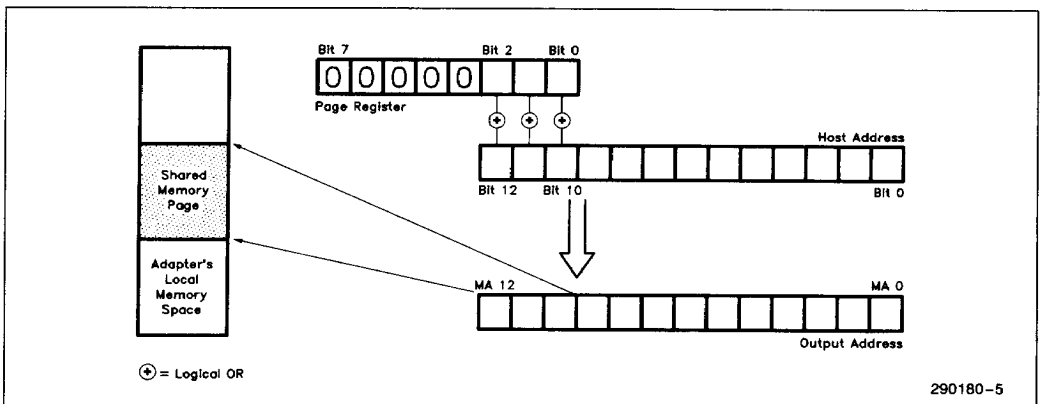 Bit 7
Bit 2
Bit 0
0 0 0 0 0
Page Register
Host Address
Bit 12
Bit 10
Bit 0
Shared
Memory
Page
Adapter's
Local
Memory
Space
MA 12
MA 0
Output Address
+ = Logical OR
290180-5